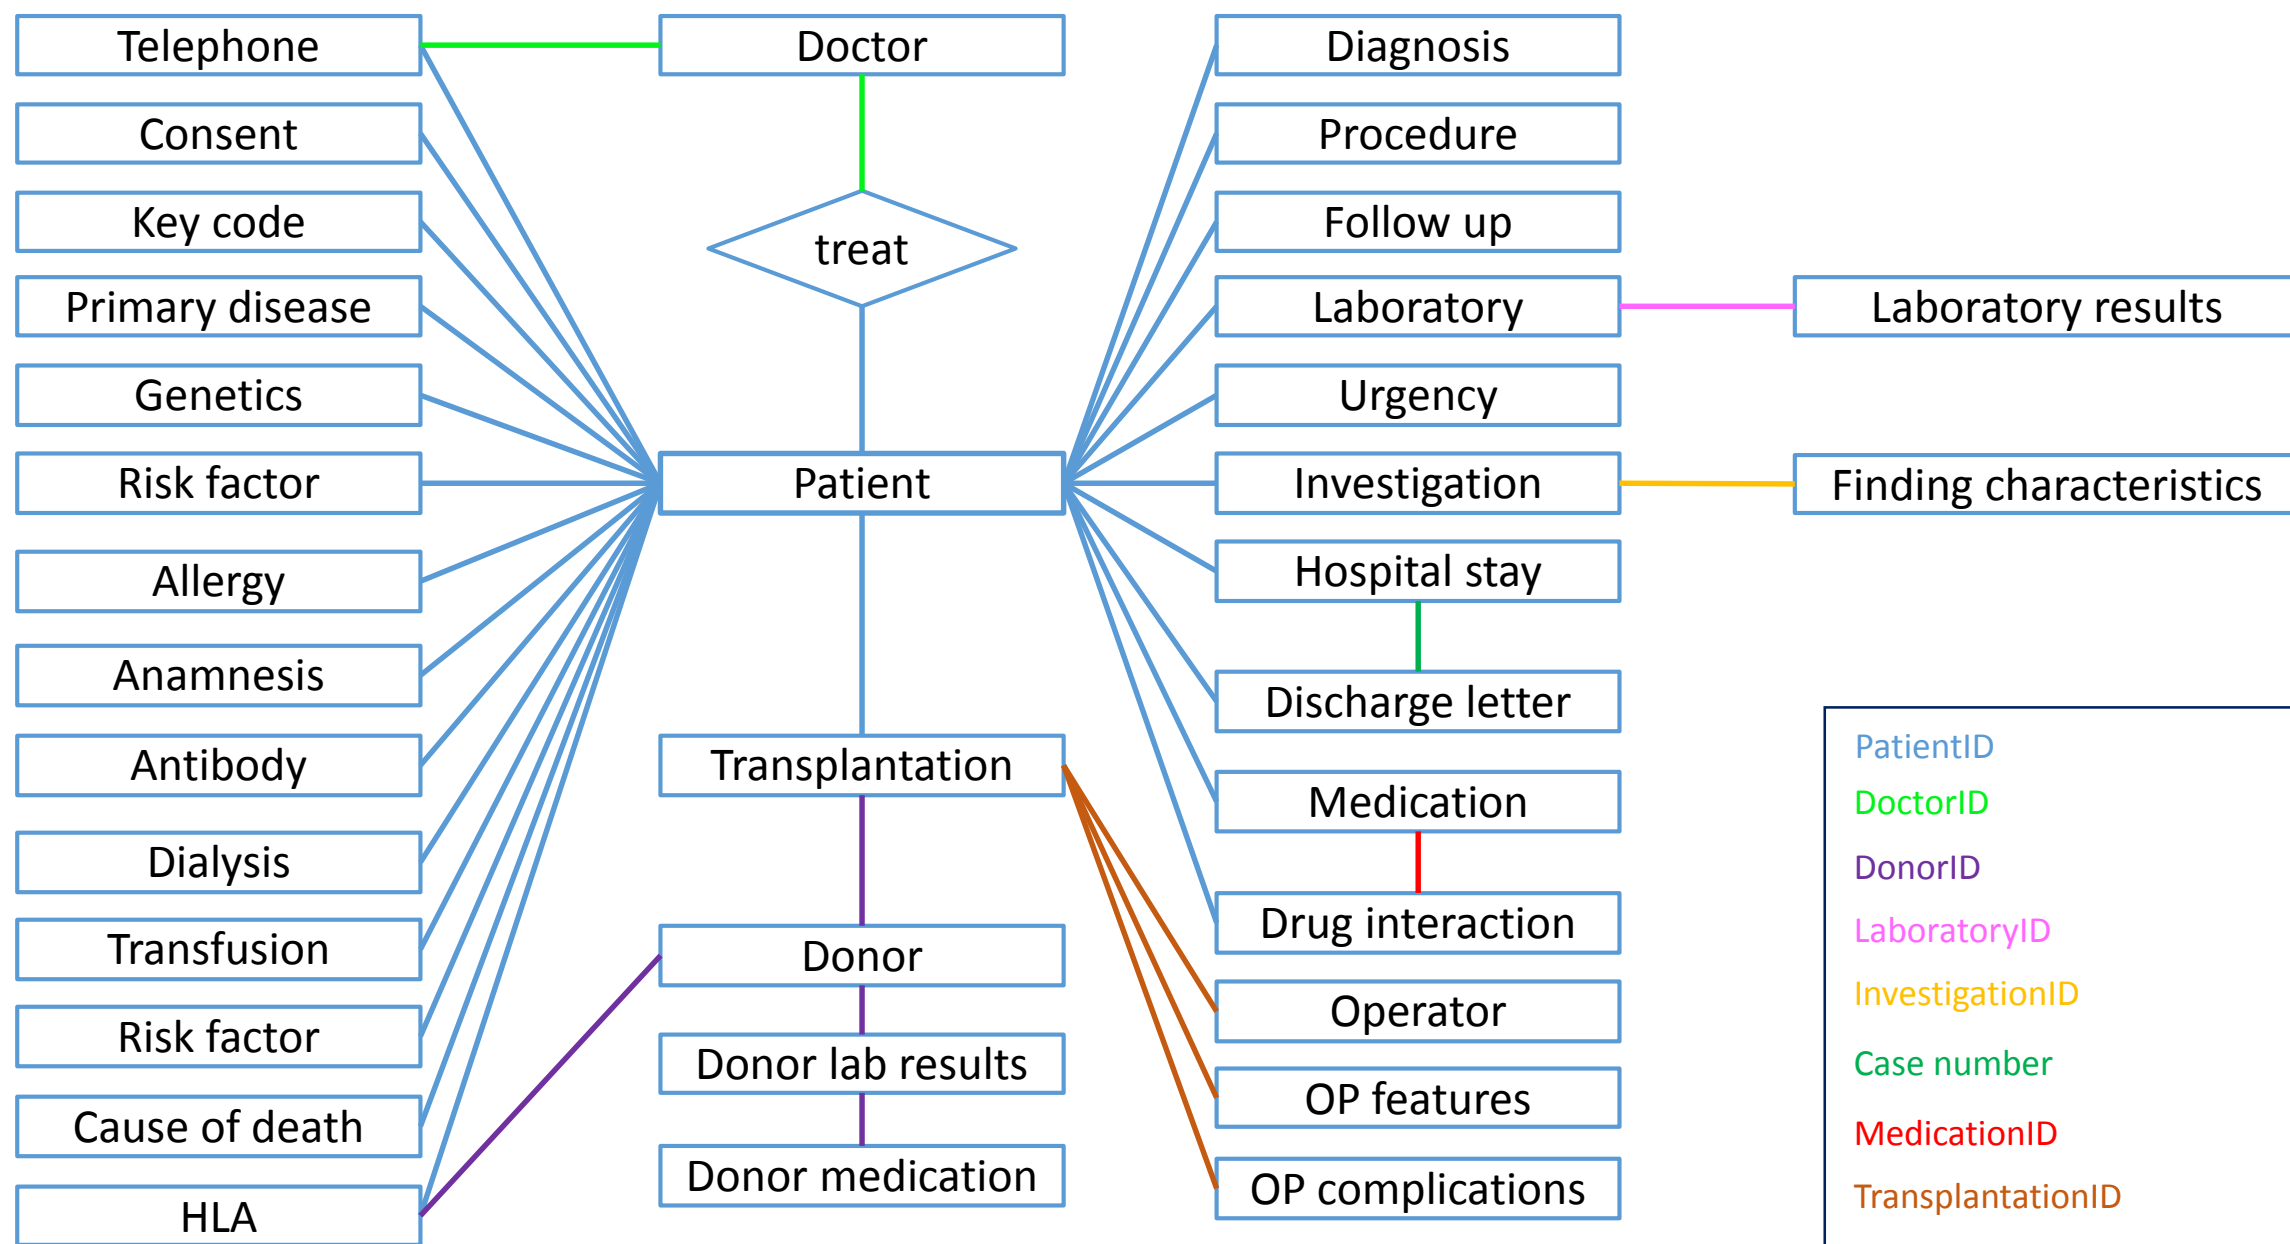 Telephone
Consent
Key code
Primary disease
Genetics
Risk factor
Allergy
Anamnesis
Antibody
Dialysis
Transfusion
Risk factor
Cause of death
HLA
Doctor
treat
Patient
Transplantation
Donor
Donor lab results
Donor medication
Diagnosis
Procedure
Follow up
Laboratory
Urgency
Investigation
Hospital stay
Discharge letter
Medication
Drug interaction
Operator
OP features
OP complications
Laboratory results
Finding characteristics
PatientID
DoctorID
DonorID
LaboratoryID
InvestigationID
Case number
MedicationID
TransplantationID